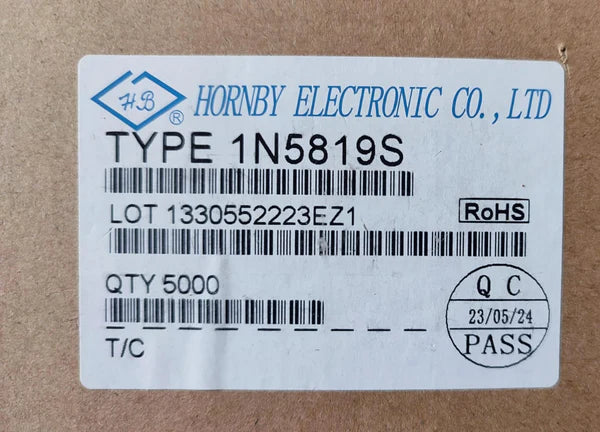 HB ® HORNBY ELECTRONIC CO., LTD
TYPE 1N5819S
LOT 1330552223EZ1
RoHS
QTY 5000
Q C
23/05/24
PASS
T/C